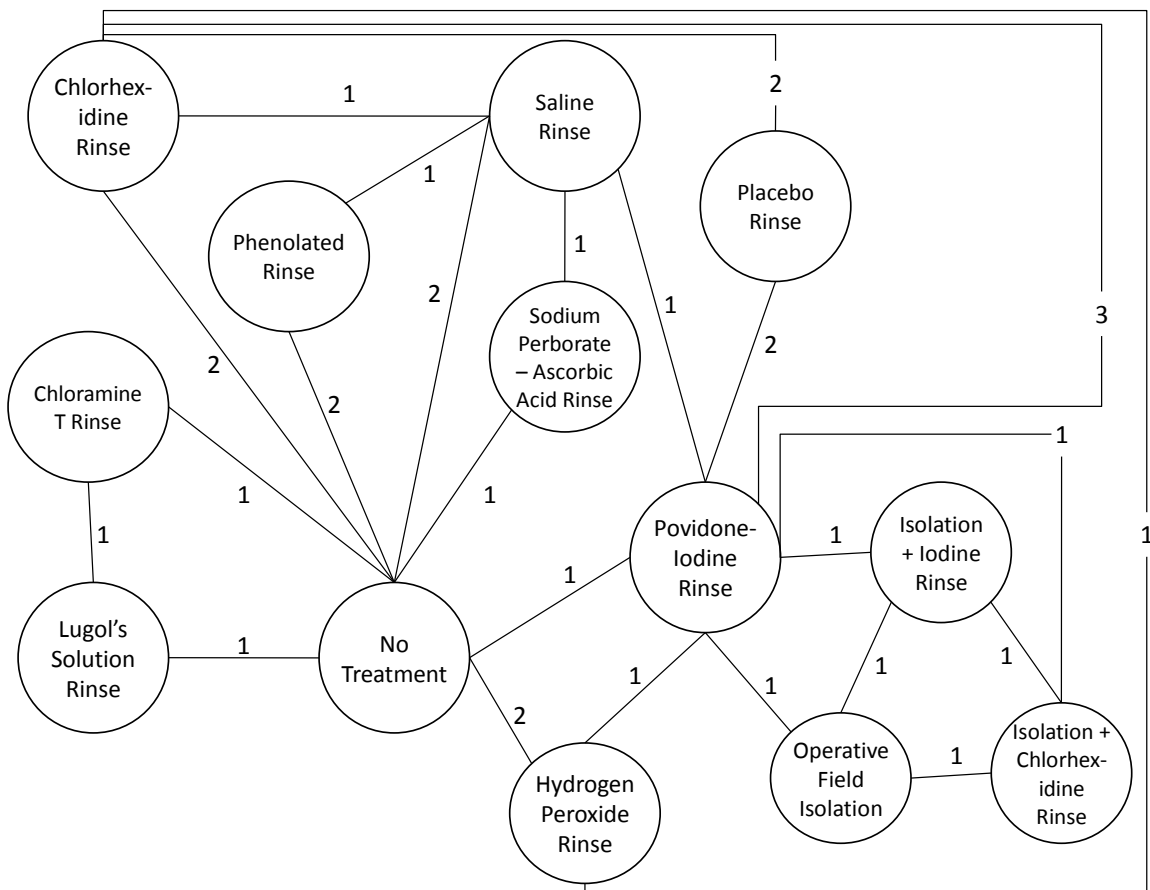 Chlorhex-
idine
Rinse
1
Saline
Rinse
2
Placebo
Rinse
1
Phenolated
Rinse
1
2
1
3
Sodium
Perborate
– Ascorbic
Acid Rinse
2
2
2
Chloramine
T Rinse
1
1
1
1
Povidone-
Iodine
Rinse
1
Isolation
+ Iodine
Rinse
1
1
Lugol's
Solution
Rinse
1
No
Treatment
1
1
1
1
2
Hydrogen
Peroxide
Rinse
Operative
Field
Isolation
1
Isolation +
Chlorhex-
idine
Rinse